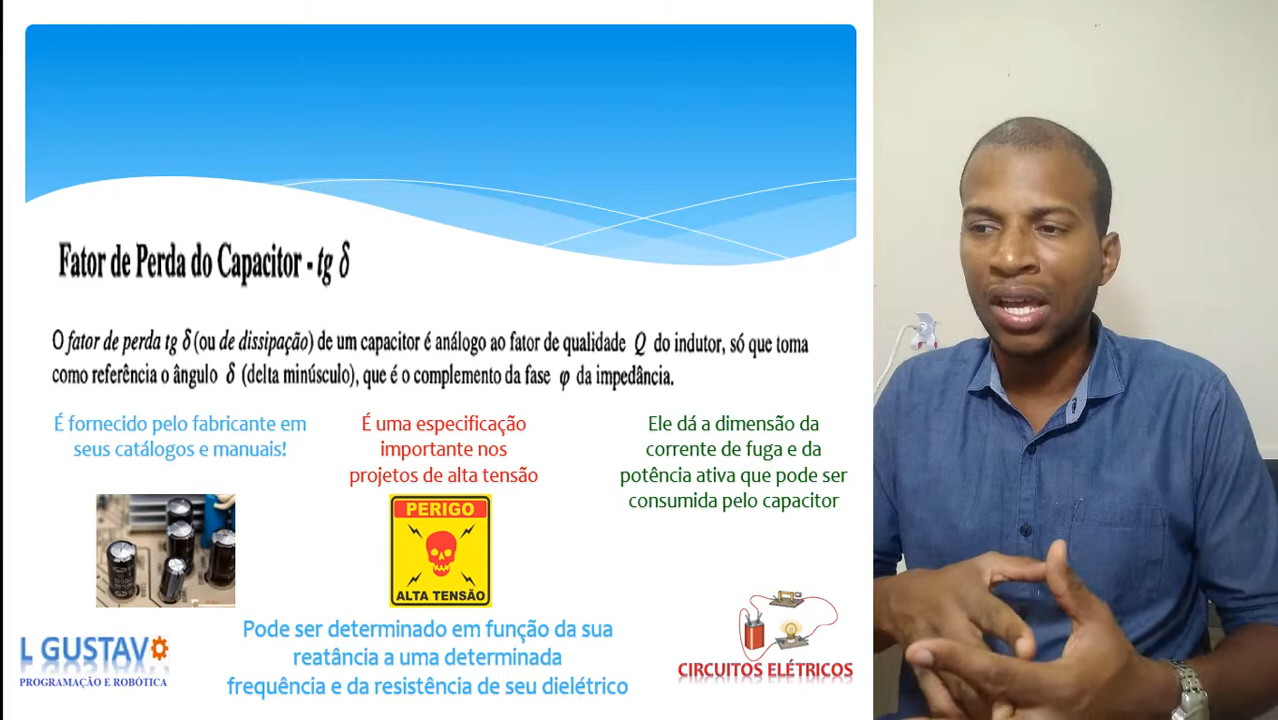 Fator de Perda do Capacitor - tg δ
O fator de perda tg δ (ou de dissipação) de um capacitor é análogo ao fator de qualidade Q do indutor, só que toma
como referência o ângulo δ (delta minúsculo), que é o complemento da fase φ da impedância.
É fornecido pelo fabricante em
seus catálogos e manuais!
É uma especificação
importante nos
projetos de alta tensão
Ele dá a dimensão da
corrente de fuga e da
potência ativa que pode ser
consumida pelo capacitor
PERIGO
ALTA TENSÃO
Pode ser determinado em função da sua
reatância a uma determinada
frequência e da resistência de seu dielétrico
L GUSTAVO
PROGRAMAÇÃO E ROBÓTICA
CIRCUITOS ELÉTRICOS